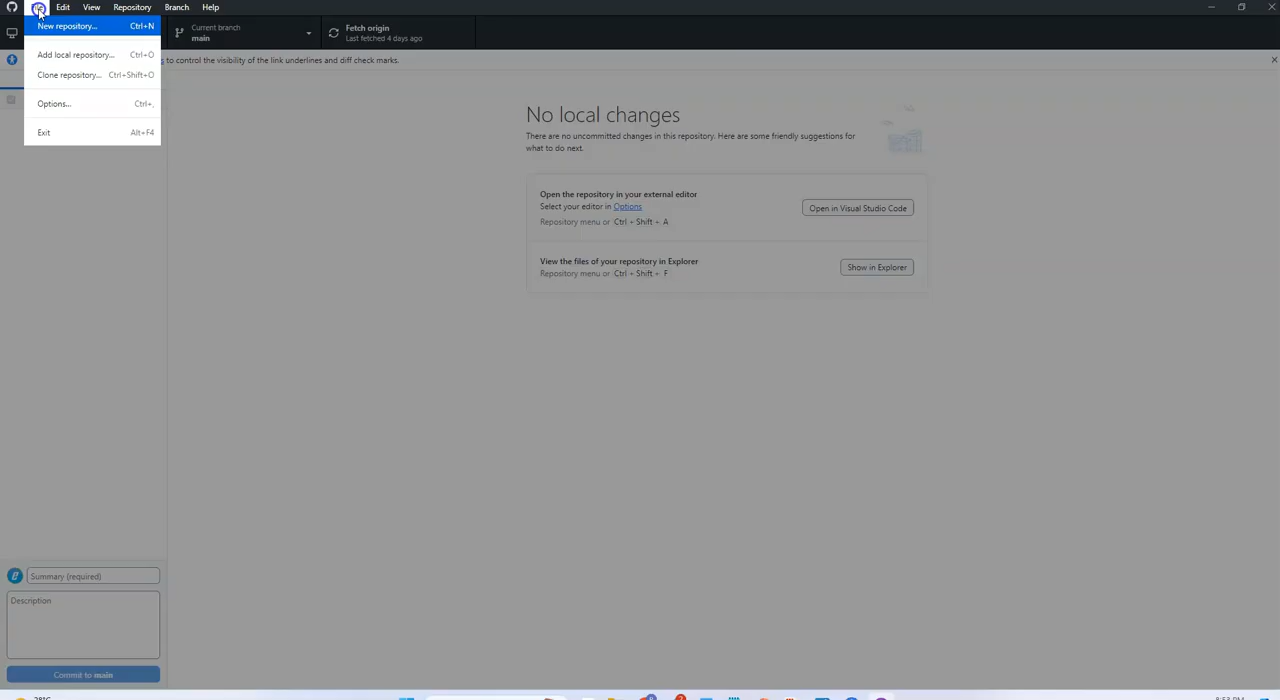 Edit View Repository Branch Help
New repository... Ctrl+N
Add local repository... Ctrl+O
Clone repository... Ctrl+Shift+O
Options... Ctrl+,
Exit Alt+F4
Current branch
main
Fetch origin
Last fetched 4 days ago
to control the visibility of the link underlines and diff check marks.
No local changes
There are no uncommitted changes in this repository. Here are some friendly suggestions for
what to do next.
Open the repository in your external editor
Select your editor in Options
Repository menu or Ctrl + Shift + A
Open in Visual Studio Code
View the files of your repository in Explorer
Repository menu or Ctrl + Shift + F
Show in Explorer
Summary (required)
Description
Commit to main